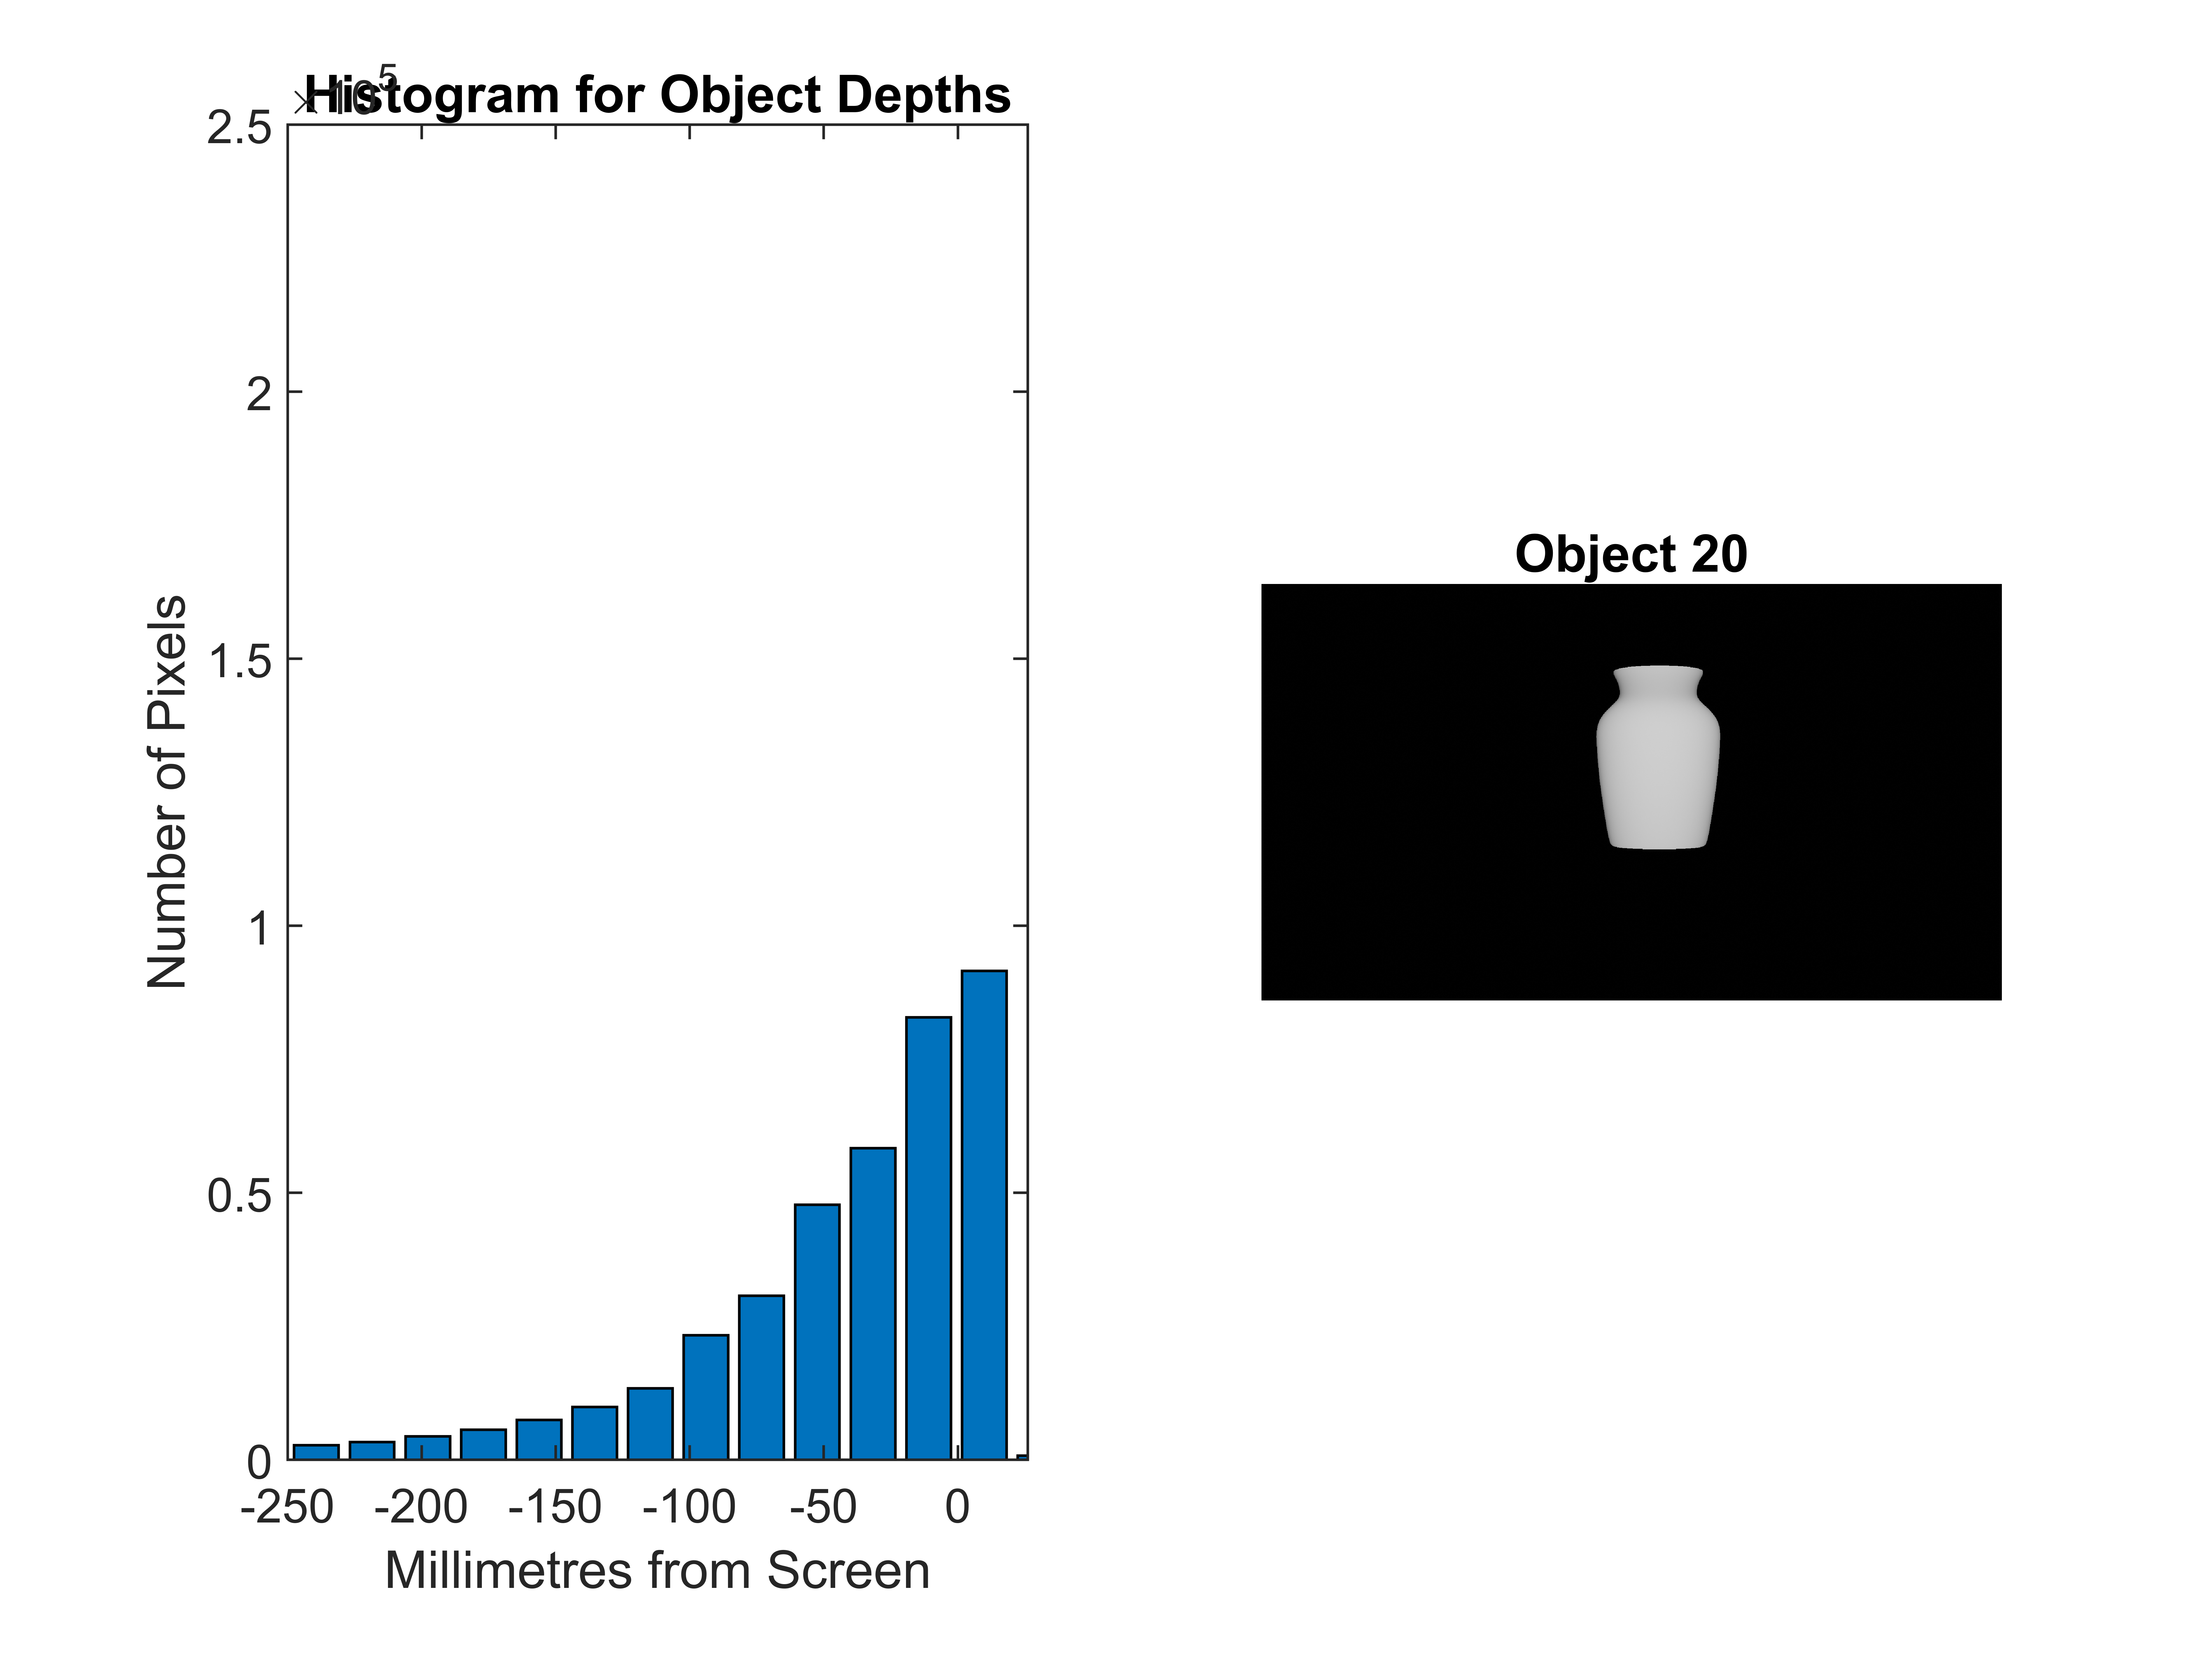 × 10^5
Histogram for Object Depths
2.5
2
1.5
1
0.5
0
Number of Pixels
-250 -200 -150 -100 -50 0
Millimetres from Screen
Object 20